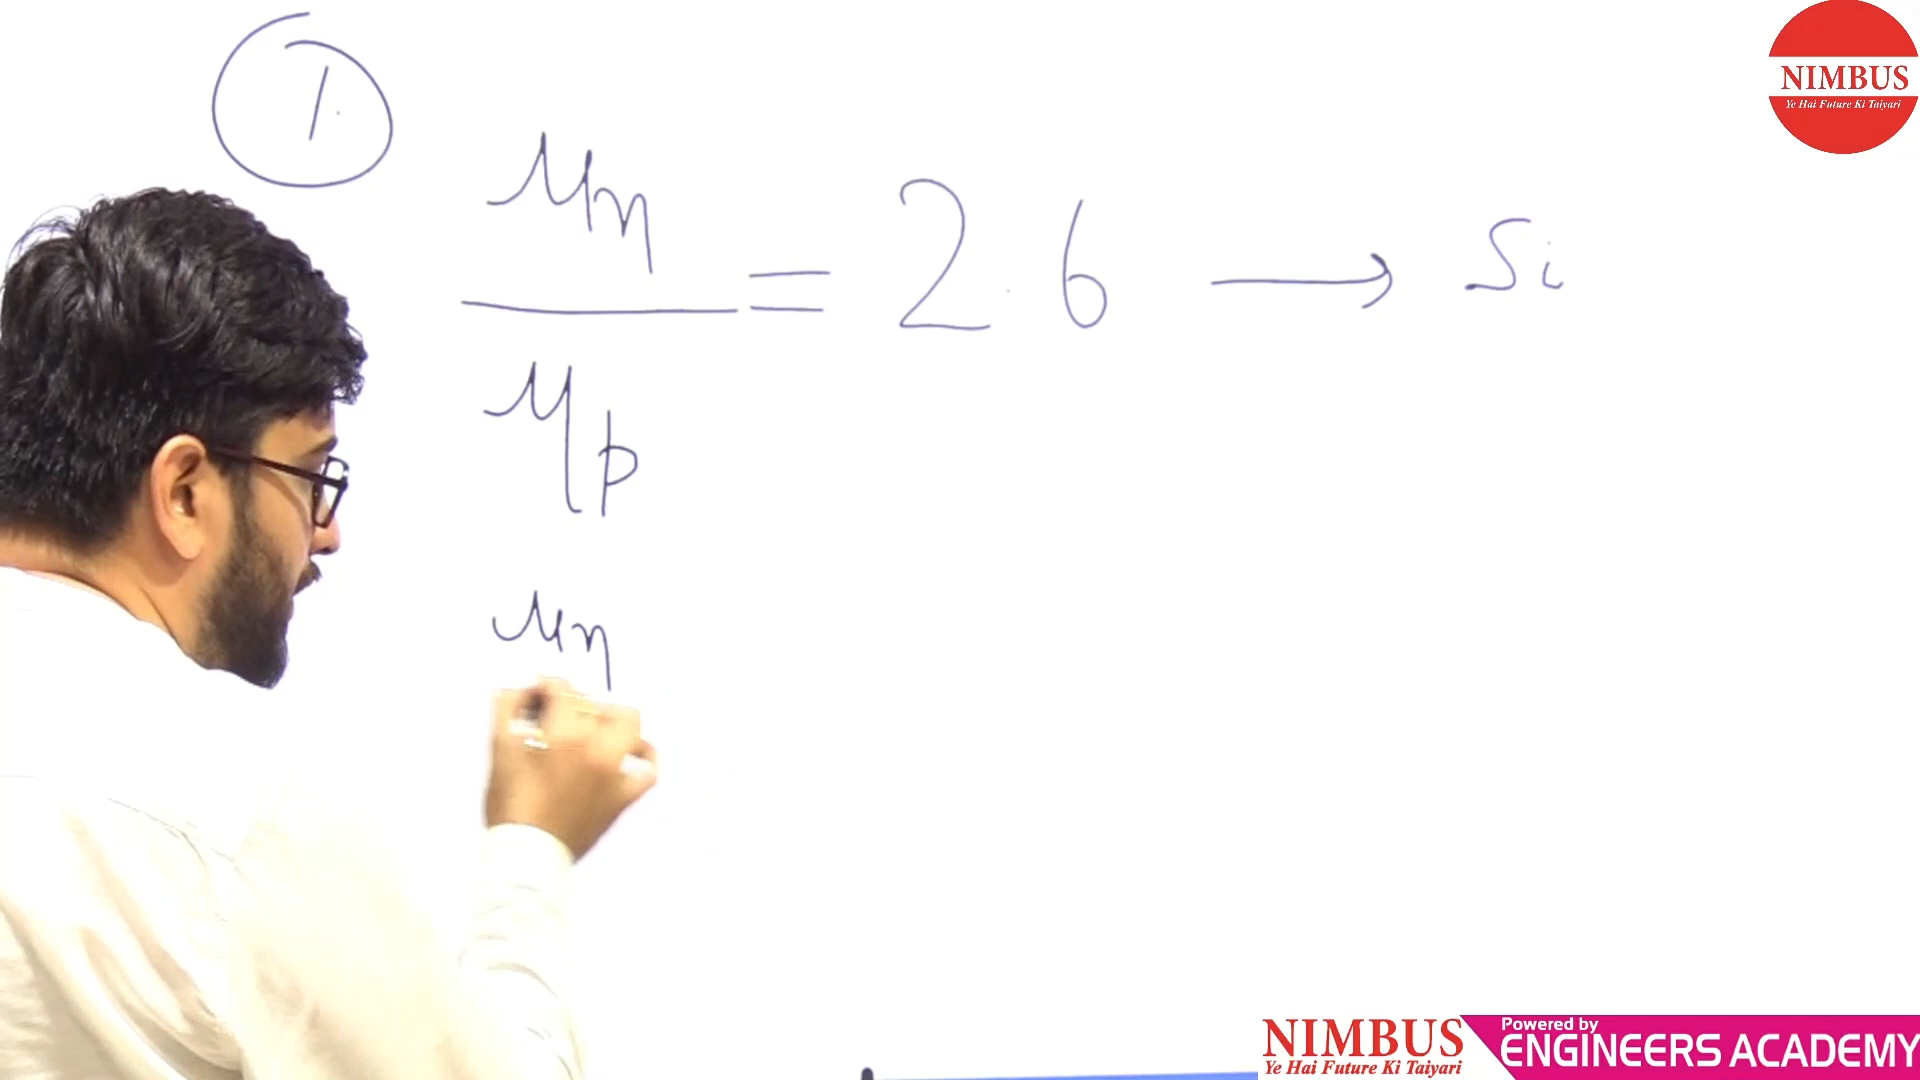 1.
μn
= 2.6 → Si
μp
μn
NIMBUS
Ye Hai Future Ki Taiyari
NIMBUS
Ye Hai Future Ki Taiyari
Powered by
ENGINEERS ACADEMY